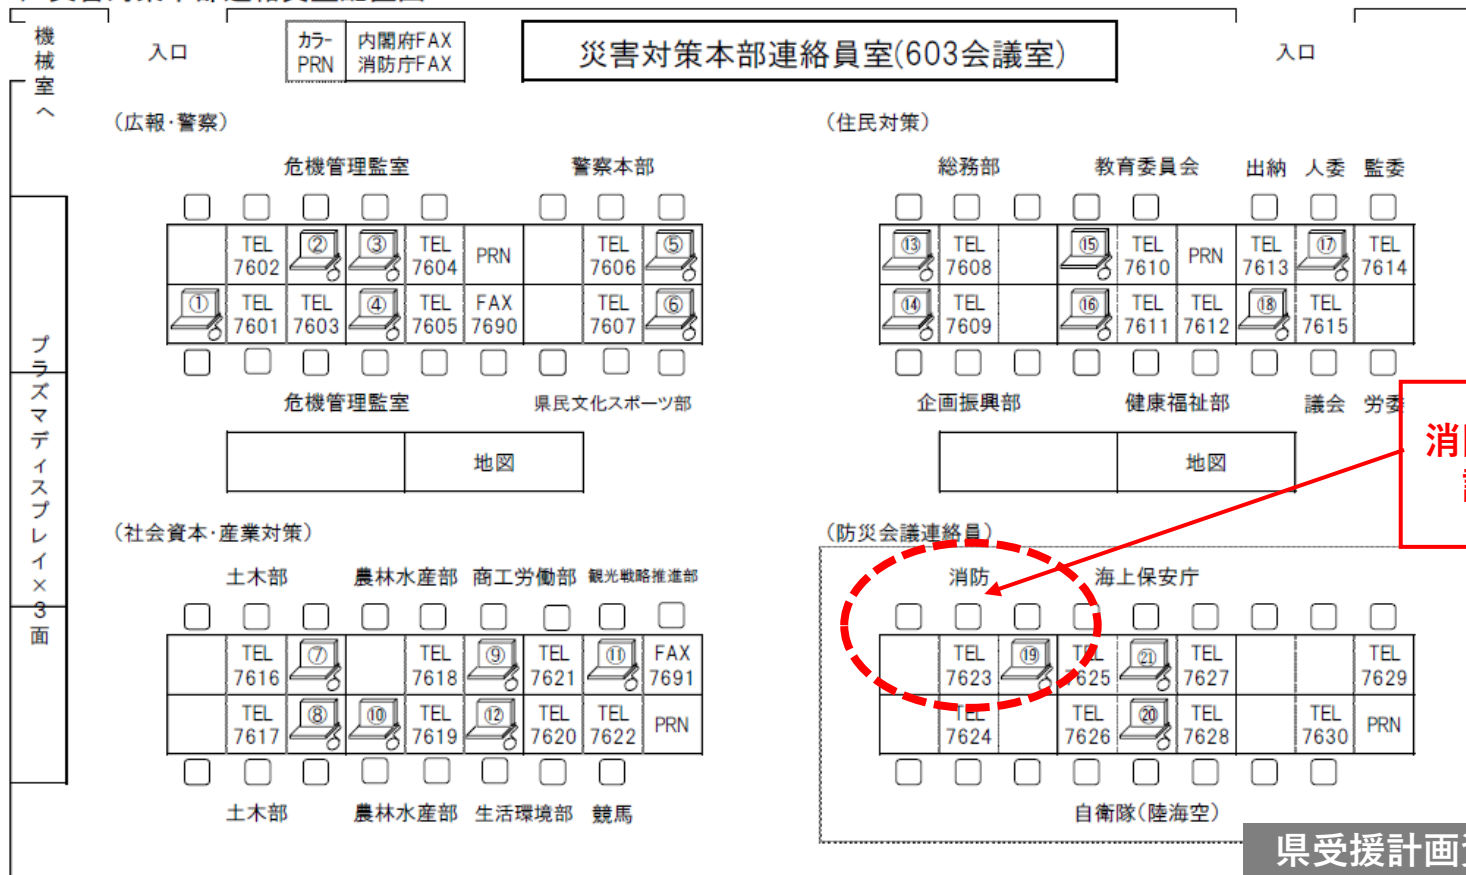 機械室へ
入口
カラー PRN
内閣府FAX
消防庁FAX
災害対策本部連絡員室(603会議室)
入口
(広報・警察)
危機管理監室 警察本部
TEL 7602 ② ③ TEL 7604 PRN TEL 7606 ⑤
① TEL 7601 TEL 7603 ④ TEL 7605 FAX 7690 TEL 7607 ⑥
危機管理監室 県民文化スポーツ部
地図
(住民対策)
総務部 教育委員会 出納 人委 監委
⑬ TEL 7608 ⑮ TEL 7610 PRN TEL 7613 ⑰ TEL 7614
⑭ TEL 7609 ⑯ TEL 7611 TEL 7612 ⑱ TEL 7615
企画振興部 健康福祉部 議会 労委
地図
プラズマディスプレイ×3面
(社会資本・産業対策)
土木部 農林水産部 商工労働部 観光戦略推進部
TEL 7616 ⑦ TEL 7618 ⑨ TEL 7621 ⑪ FAX 7691
TEL 7617 ⑧ ⑩ TEL 7619 ⑫ TEL 7620 TEL 7622 PRN
土木部 農林水産部 生活環境部 競馬
(防災会議連絡員)
消防 海上保安庁
TEL 7623 ⑲ TEL 7625 ㉑ TEL 7627 TEL 7629
TEL 7624 TEL 7626 ⑳ TEL 7628 TEL 7630 PRN
自衛隊(陸海空)
消
県受援計画